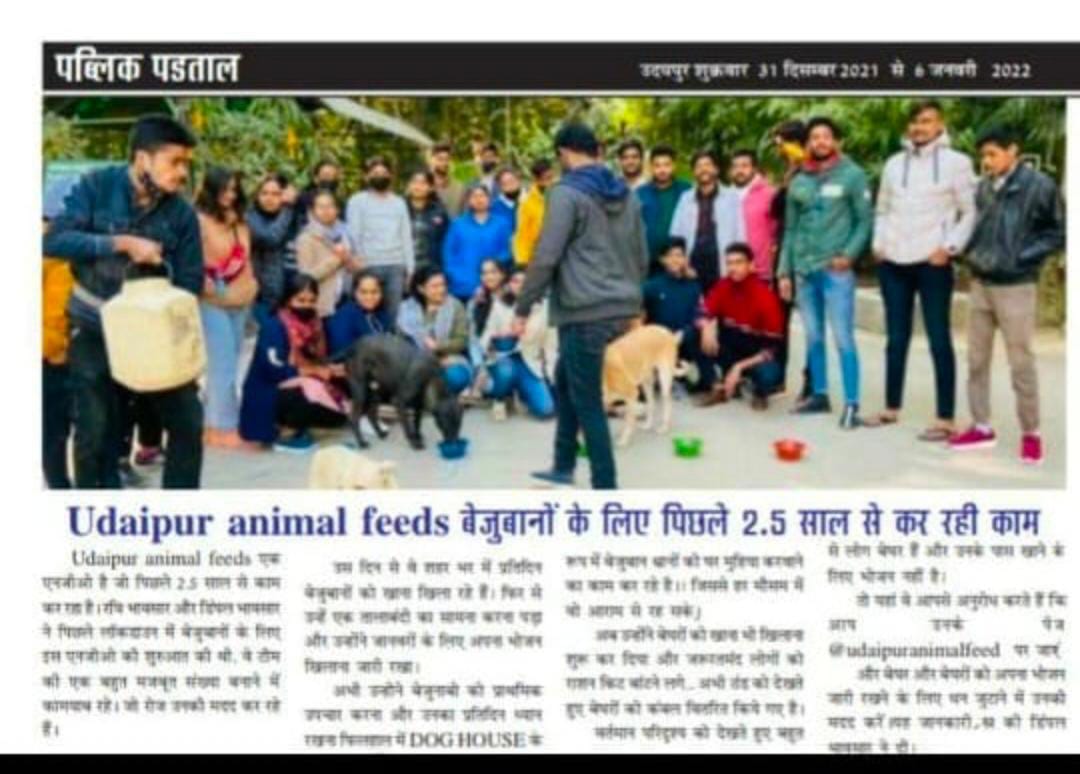 पब्लिक पडताल
उदयपुर शुक्रवार 31 दिसम्बर 2021 से 6 जनवरी 2022
Udaipur animal feeds बेजुबानों के लिए पिछले 2.5 साल से कर रही काम
Udaipur animal feeds एक
एनजीओ है जो पिछले 2.5 साल से काम
कर रहा है। रवि भावसार और डिंपल भावसार
ने पिछले लॉकडाउन में बेजुबानों के लिए
इस एनजीओ की शुरुआत की थी, वे टीम
की एक बहुत मजबूत संख्या बनाने में
कामयाब रहे। जो रोज उनकी मदद कर रहे
हैं।
उस दिन से वे शहर भर में प्रतिदिन
बेजुबानों को खाना खिला रहे हैं। फिर से
उन्हें एक तालाबंदी का सामना करना पड़ा
और उन्होंने जानवरों के लिए अपना भोजन
खिलाना जारी रखा।
अभी उन्होने बेजुनाबो को प्राथमिक
उपचार करना और उनका प्रतिदिन ध्यान
रखना फिलहाल में DOG HOUSE के
रूप में बेजुबान श्वानों को घर मुहिया करवाने
का काम कर रहे है।। जिससे हर मौसम में
वो आराम से रह सके।
अब उन्होंने बेघरों को खाना भी खिलाना
शुरू कर दिया और जरूरतमंद लोगों को
राशन किट बांटने लगे.. अभी ठंड को देखते
हुए बेघरों को कंबल वितरित किये गए है।
वर्तमान परिदृश्य को देखते हुए बहुत
से लोग बेघर हैं और उनके पास खाने के
लिए भोजन नहीं है।
तो यहां वे आपसे अनुरोध करते हैं कि
आप उनके पेज
@udaipuranimalfeed पर जाएं
और बेघर और बेघरों को अपना भोजन
जारी रखने के लिए धन जुटाने में उनकी
मदद करें। यह जानकारी की डिंपल
भावसार ने दी।